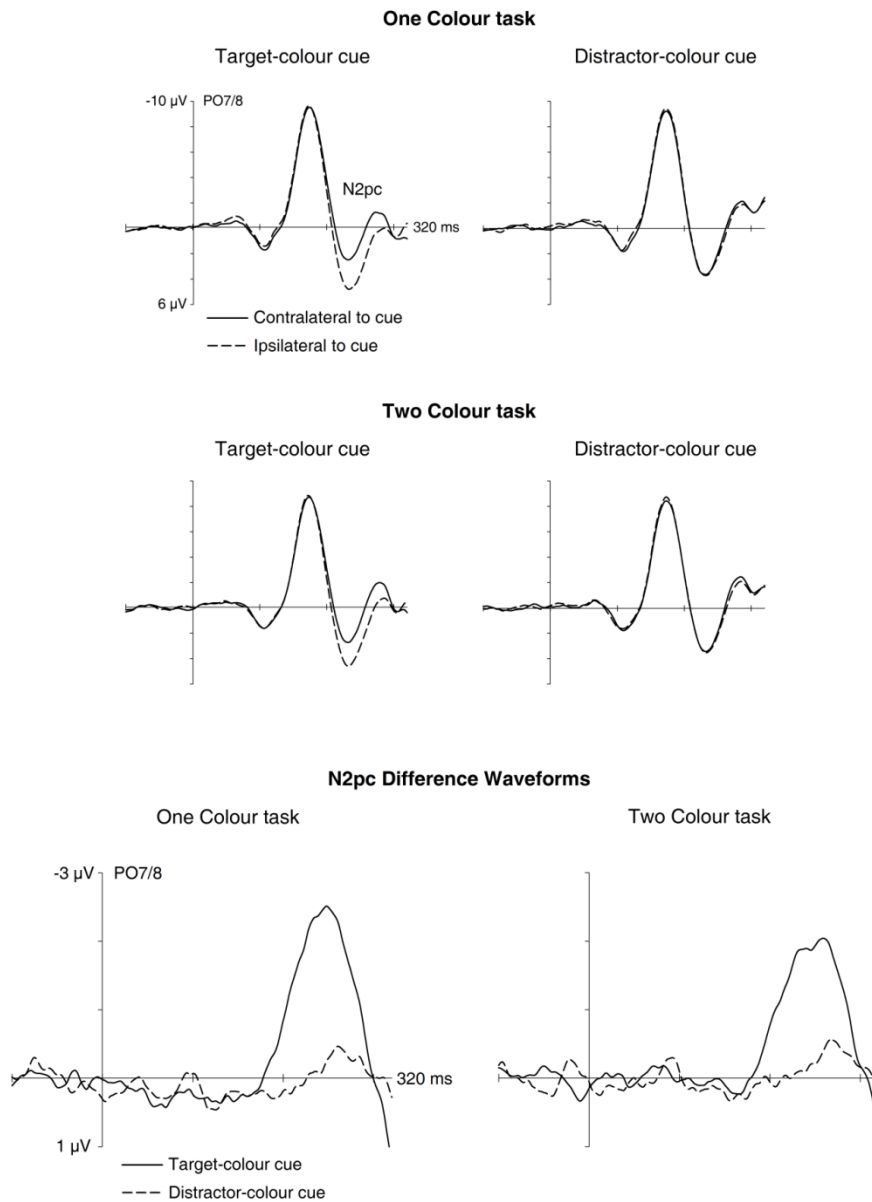 One Colour task
Target-colour cue
Distractor-colour cue
-10 µV
PO7/8
N2pc
320 ms
6 µV
Contralateral to cue
Ipsilateral to cue
Two Colour task
Target-colour cue
Distractor-colour cue
N2pc Difference Waveforms
One Colour task
Two Colour task
-3 µV
PO7/8
320 ms
1 µV
Target-colour cue
Distractor-colour cue